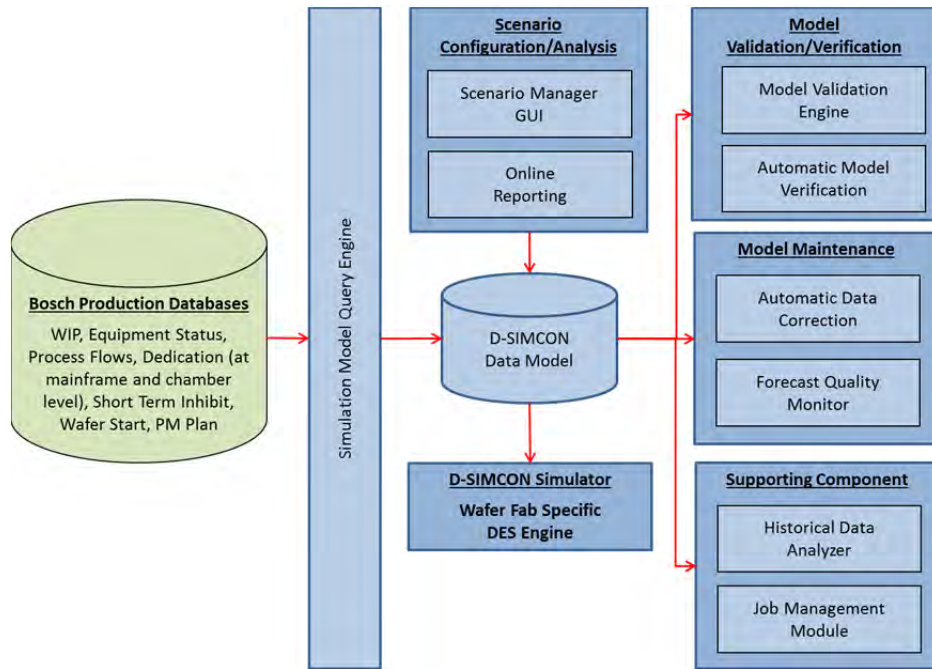 Bosch Production Databases
WIP, Equipment Status,
Process Flows, Dedication (at
mainframe and chamber
level), Short Term Inhibit,
Wafer Start, PM Plan
Simulation Model Query Engine
Scenario
Configuration/Analysis
Scenario Manager
GUI
Online
Reporting
D-SIMCON
Data Model
D-SIMCON Simulator
Wafer Fab Specific
DES Engine
Model
Validation/Verification
Model Validation
Engine
Automatic Model
Verification
Model Maintenance
Automatic Data
Correction
Forecast Quality
Monitor
Supporting Component
Historical Data
Analyzer
Job Management
Module